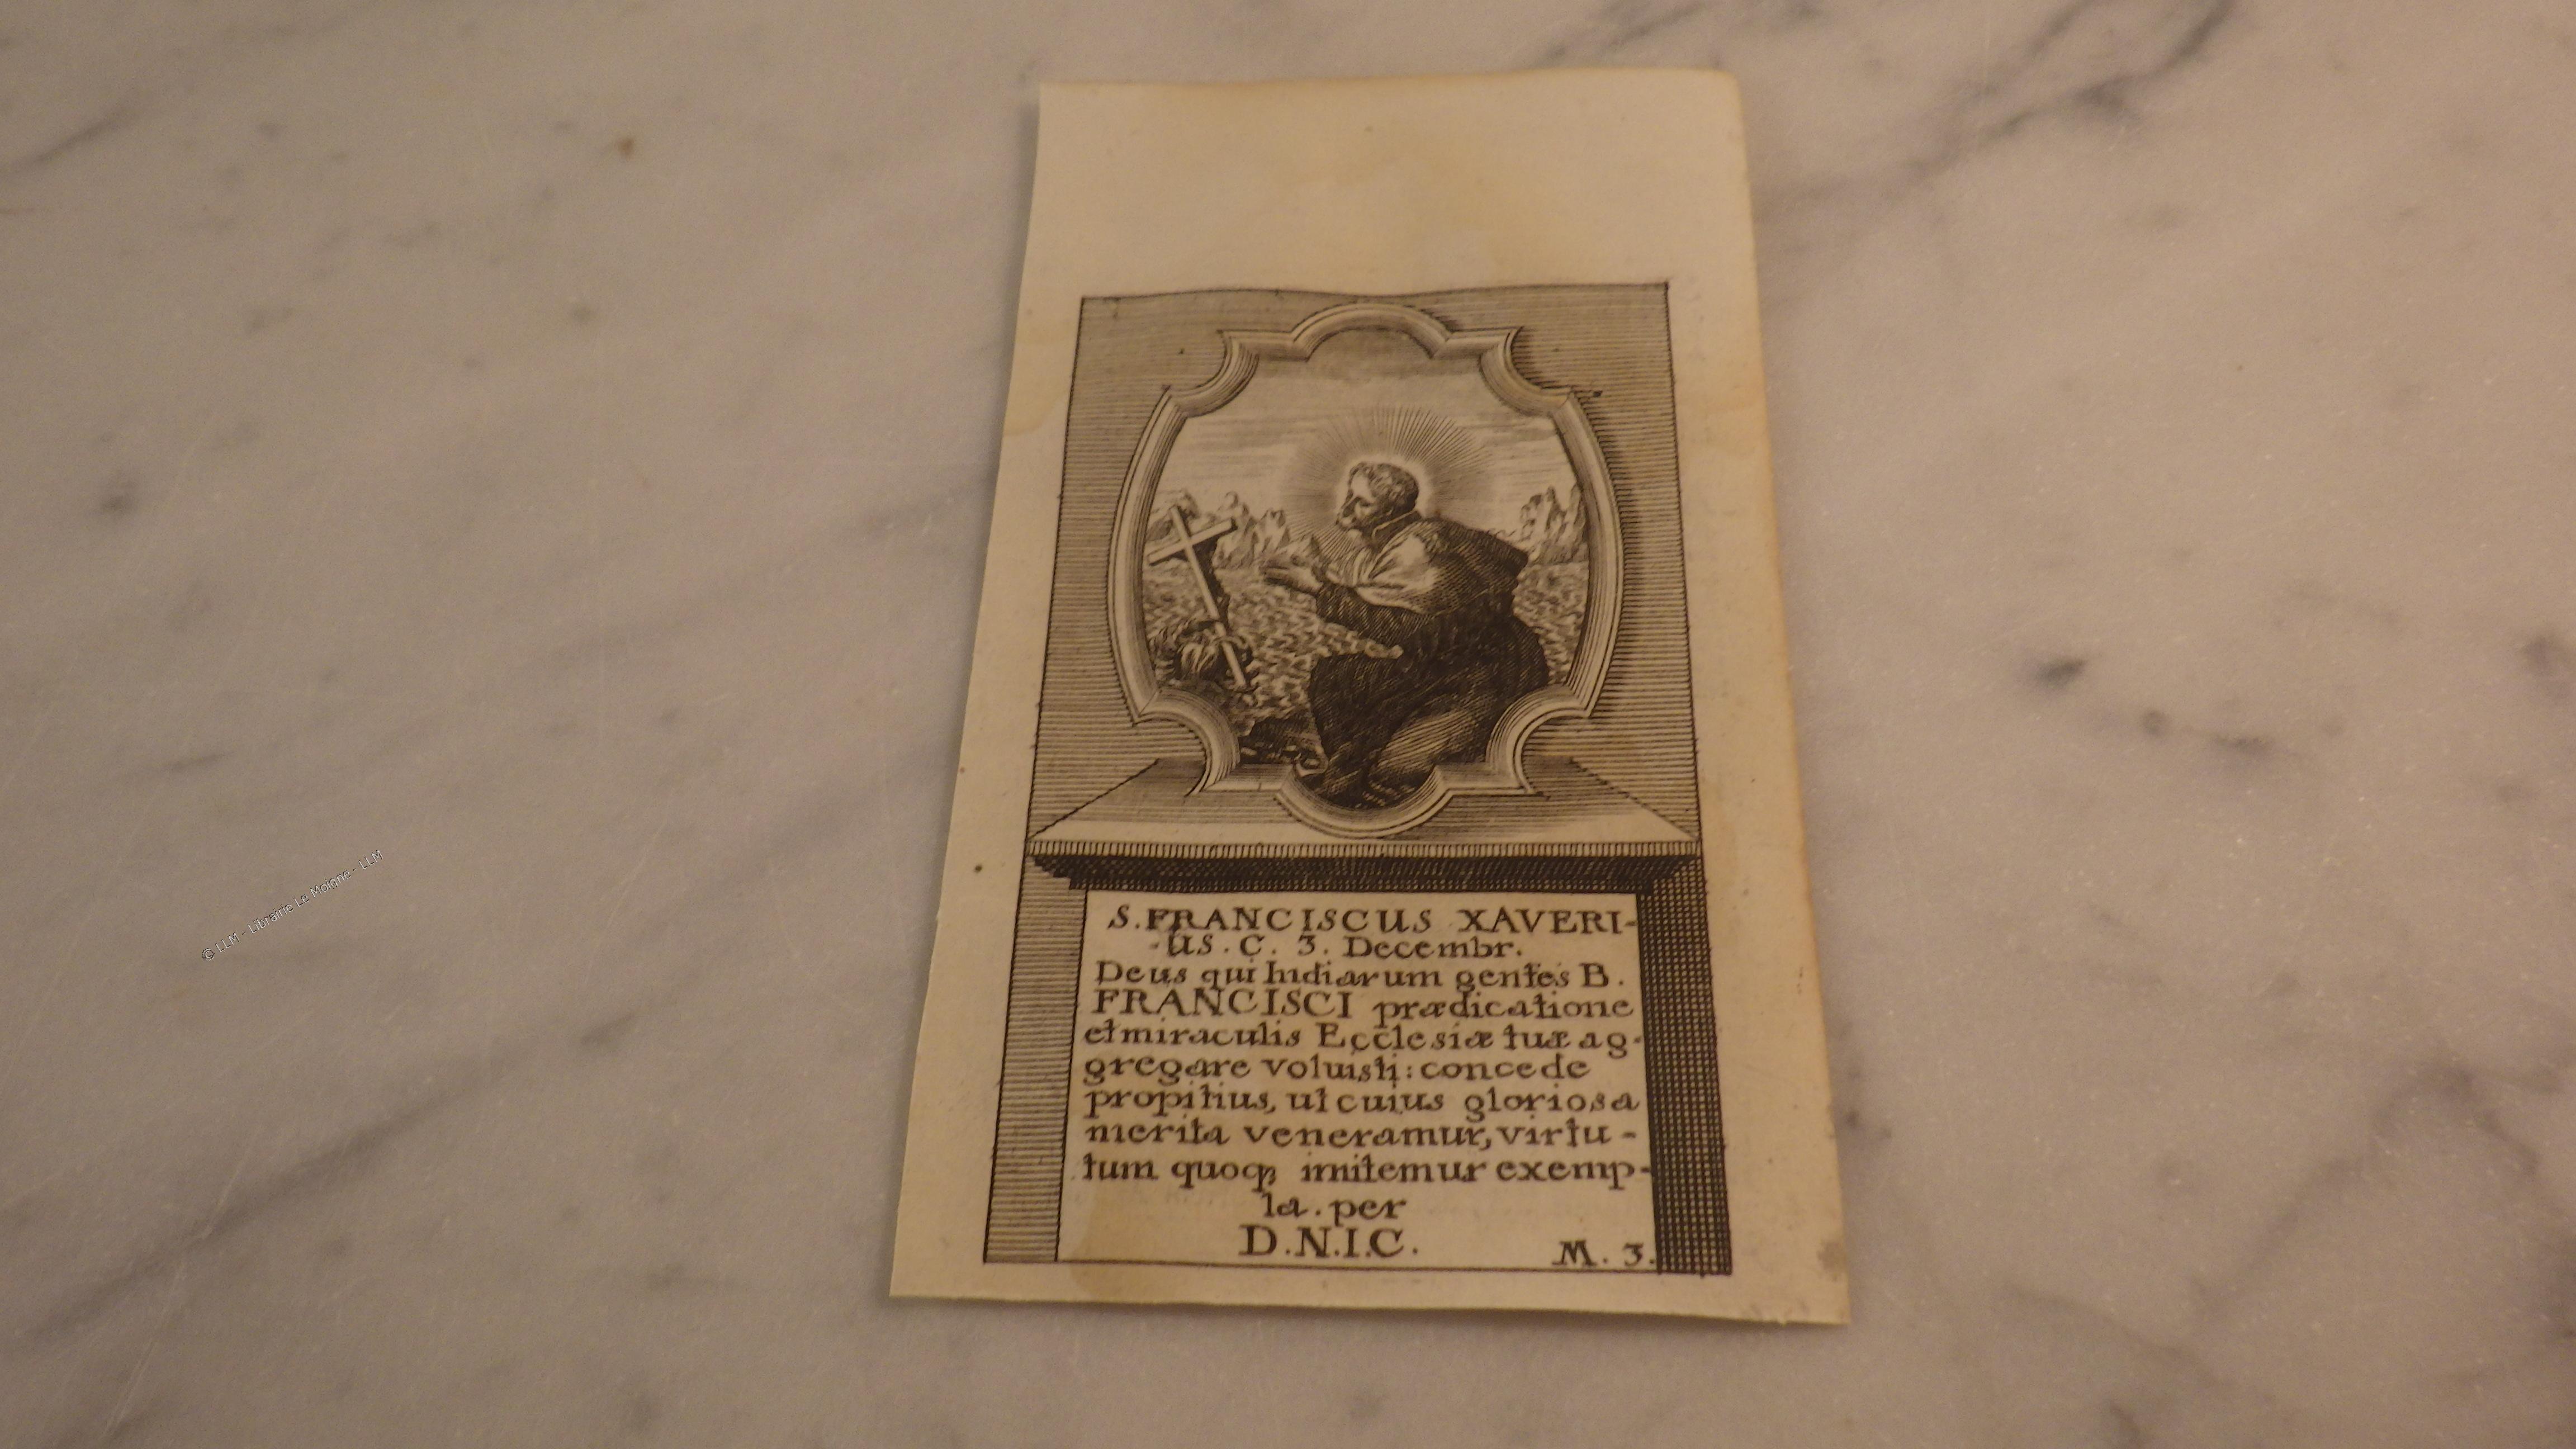 S. FRANCISCUS XAVERI-
-US. C. 3. Decembr.
Deus qui Indiarum gentes B.
FRANCISCI prædicatione
et miraculis Ecclesiæ tuæ ag-
gregare voluisti: concede
propitius, ut cuius gloriosa
merita veneramur, virtu-
tum quoq; imitemur exemp-
la. per
D.N.I.C.
M. 3.
© LLM - Librairie Le Moigne - LLM